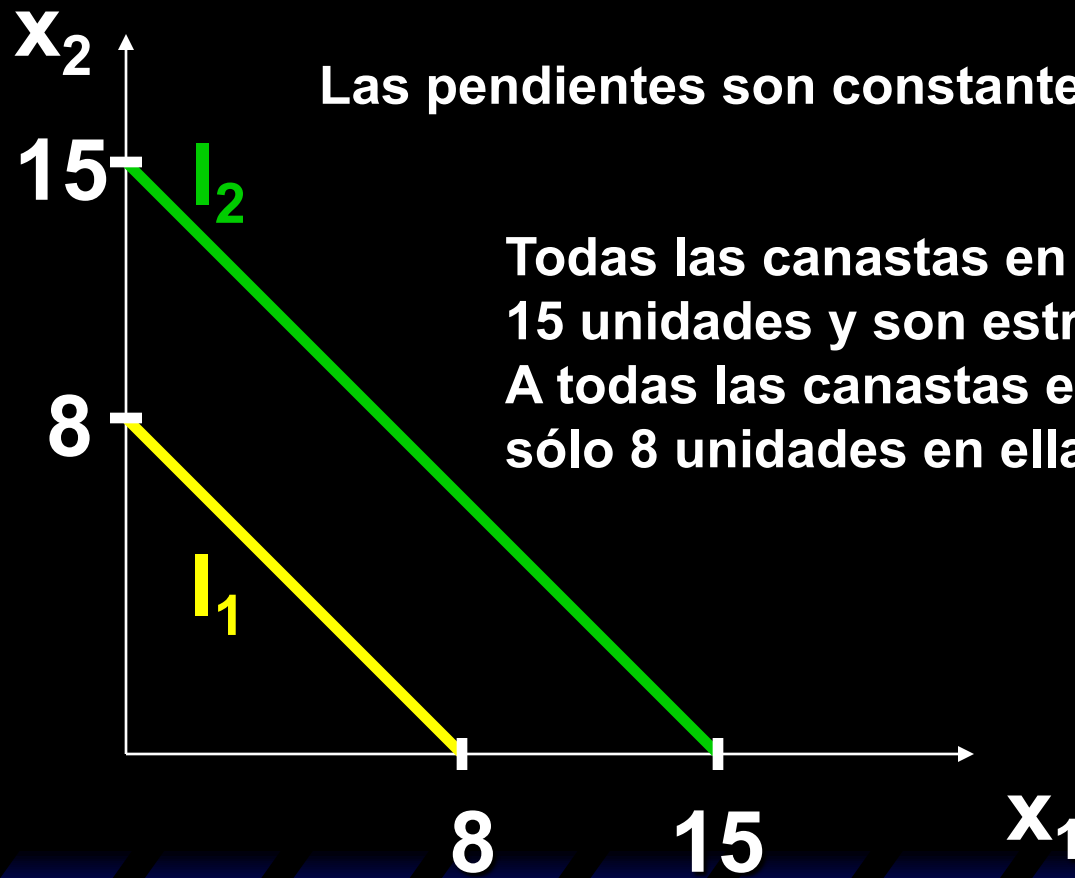 x₂
Las pendientes son constante
15
I₂
Todas las canastas en
15 unidades y son estr
A todas las canastas e
8
sólo 8 unidades en ella
I₁
8 15
x₁